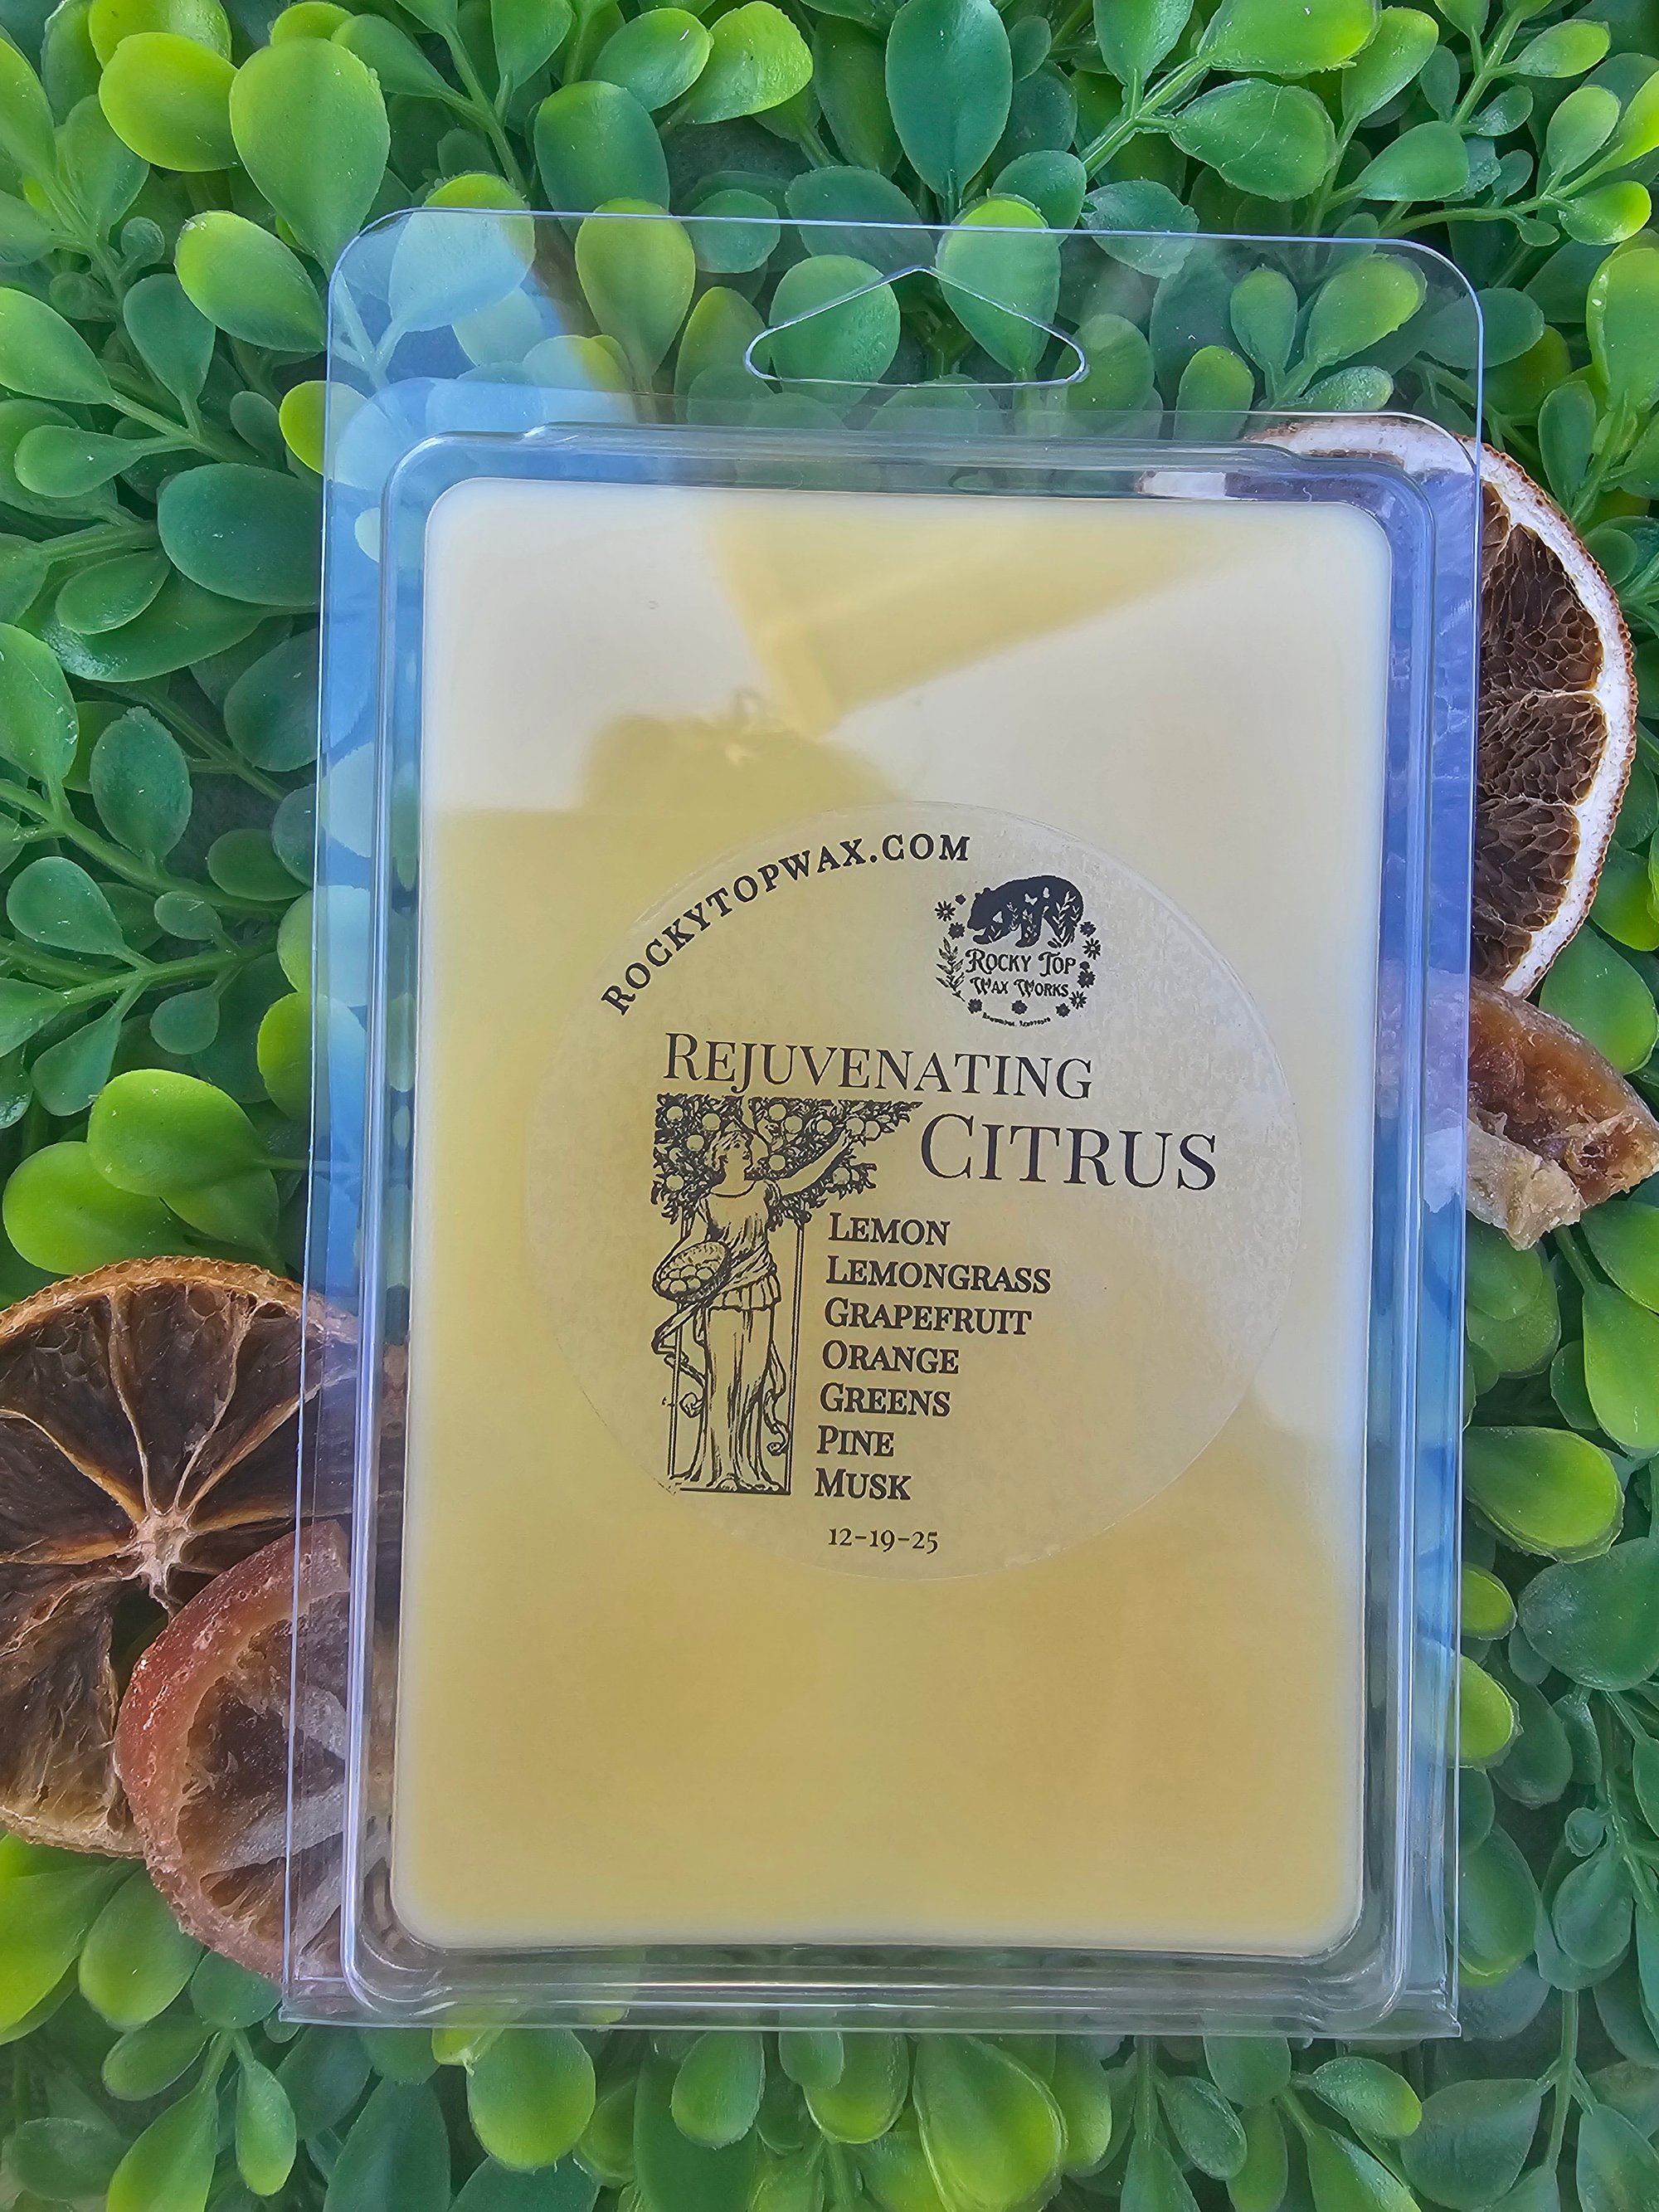 ROCKYTOPWAX.COM
ROCKY TOP
WAX WORKS
REJUVENATING
CITRUS
LEMON
LEMONGRASS
GRAPEFRUIT
ORANGE
GREENS
PINE
MUSK
12-19-25